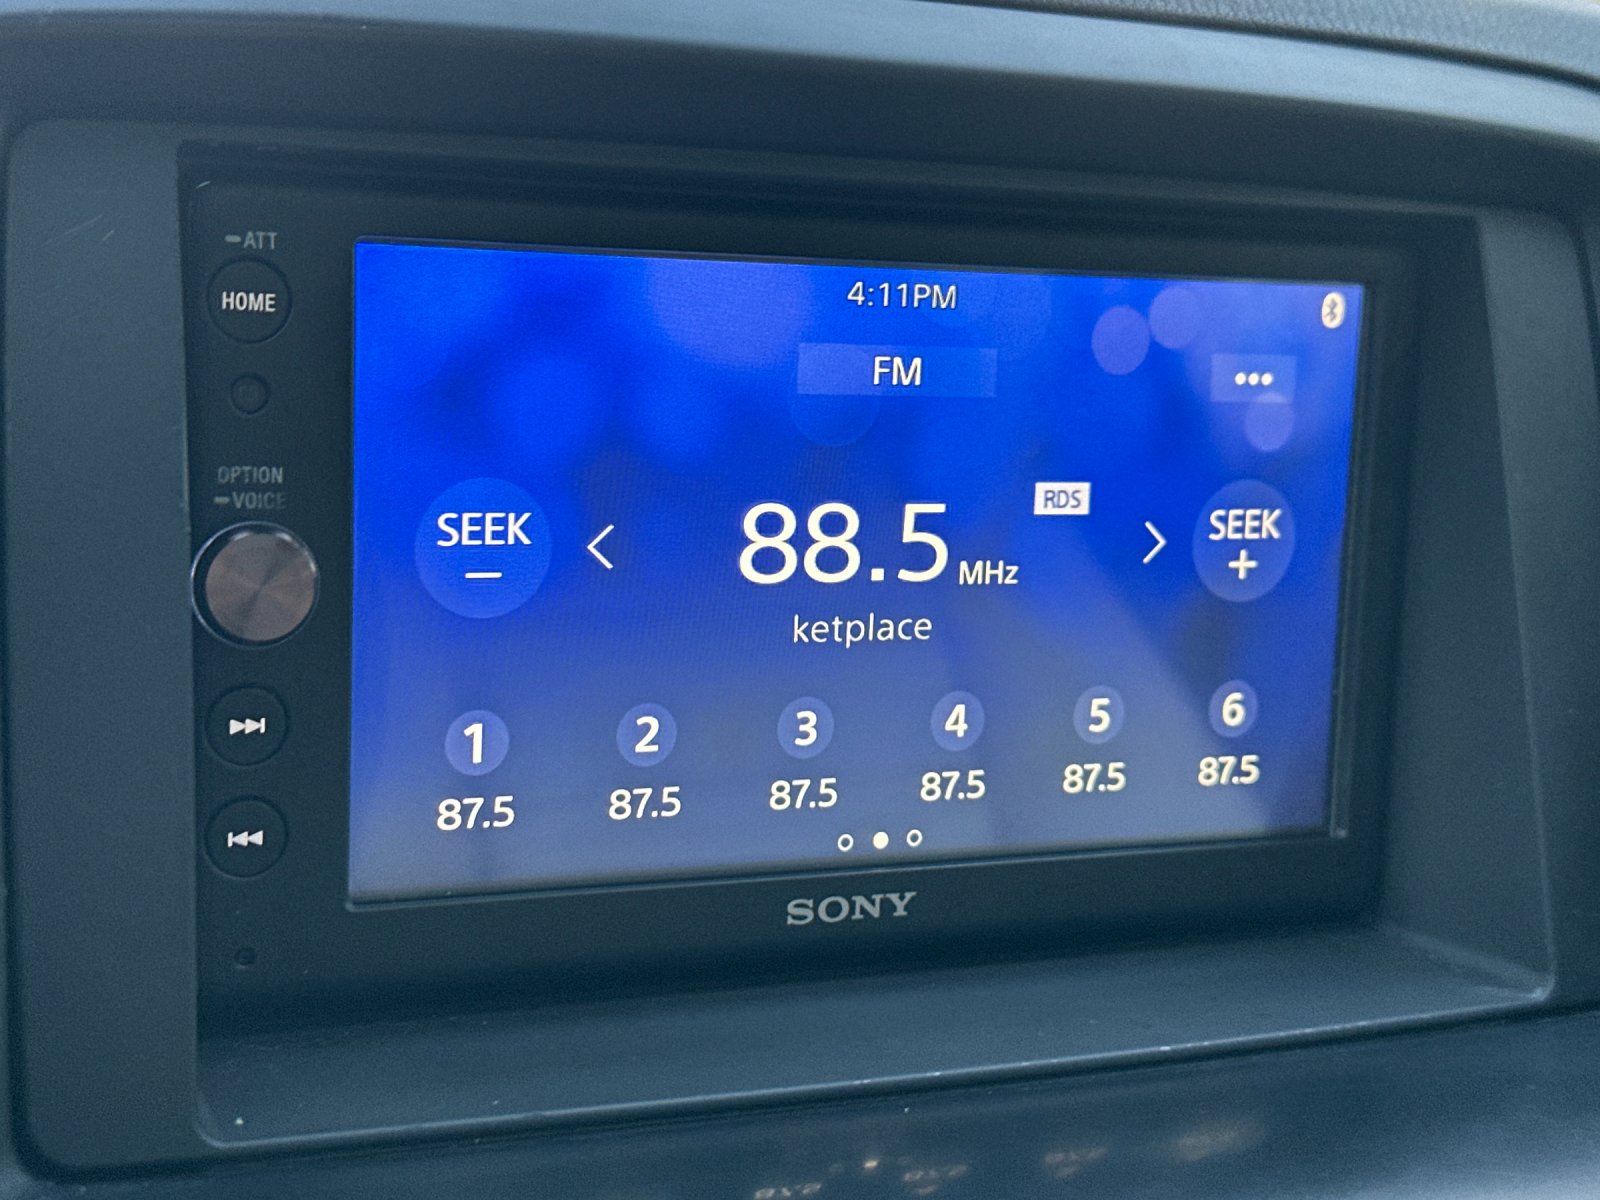 ATT
HOME
OPTION
VOICE
4:11PM
FM
•••
SEEK
−
<
88.5 MHz
RDS
>
SEEK
+
ketplace
1 2 3 4 5 6
87.5 87.5 87.5 87.5 87.5 87.5
SONY